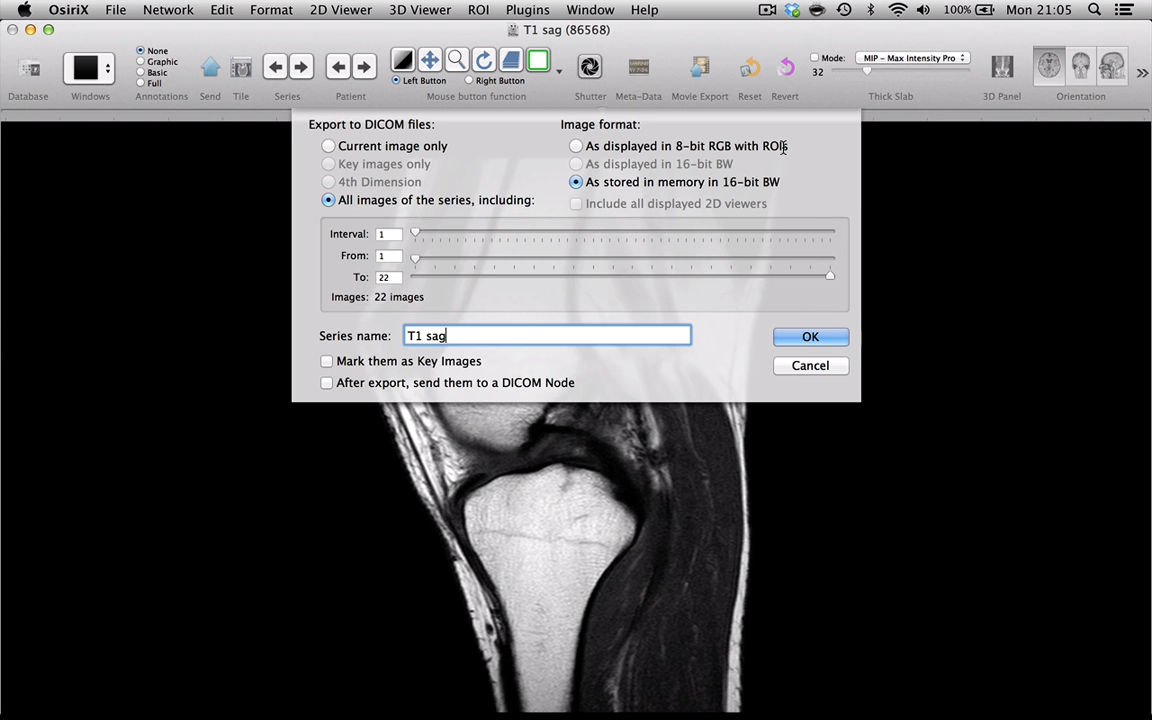 OsiriX File Network Edit Format 2D Viewer 3D Viewer ROI Plugins Window Help 100% Mon 21:05
T1 sag (86568)
None
Graphic
Basic
Full
Left Button Right Button
Mode: MIP - Max Intensity Pro
32
Database Windows Annotations Send Tile Series Patient Mouse button function Shutter Meta-Data Movie Export Reset Revert Thick Slab 3D Panel Orientation
Export to DICOM files: Image format:
Current image only As displayed in 8-bit RGB with ROIs
Key images only As displayed in 16-bit BW
4th Dimension As stored in memory in 16-bit BW
All images of the series, including: Include all displayed 2D viewers
Interval: 1
From: 1
To: 22
Images: 22 images
Series name: T1 sag OK
Mark them as Key Images Cancel
After export, send them to a DICOM Node